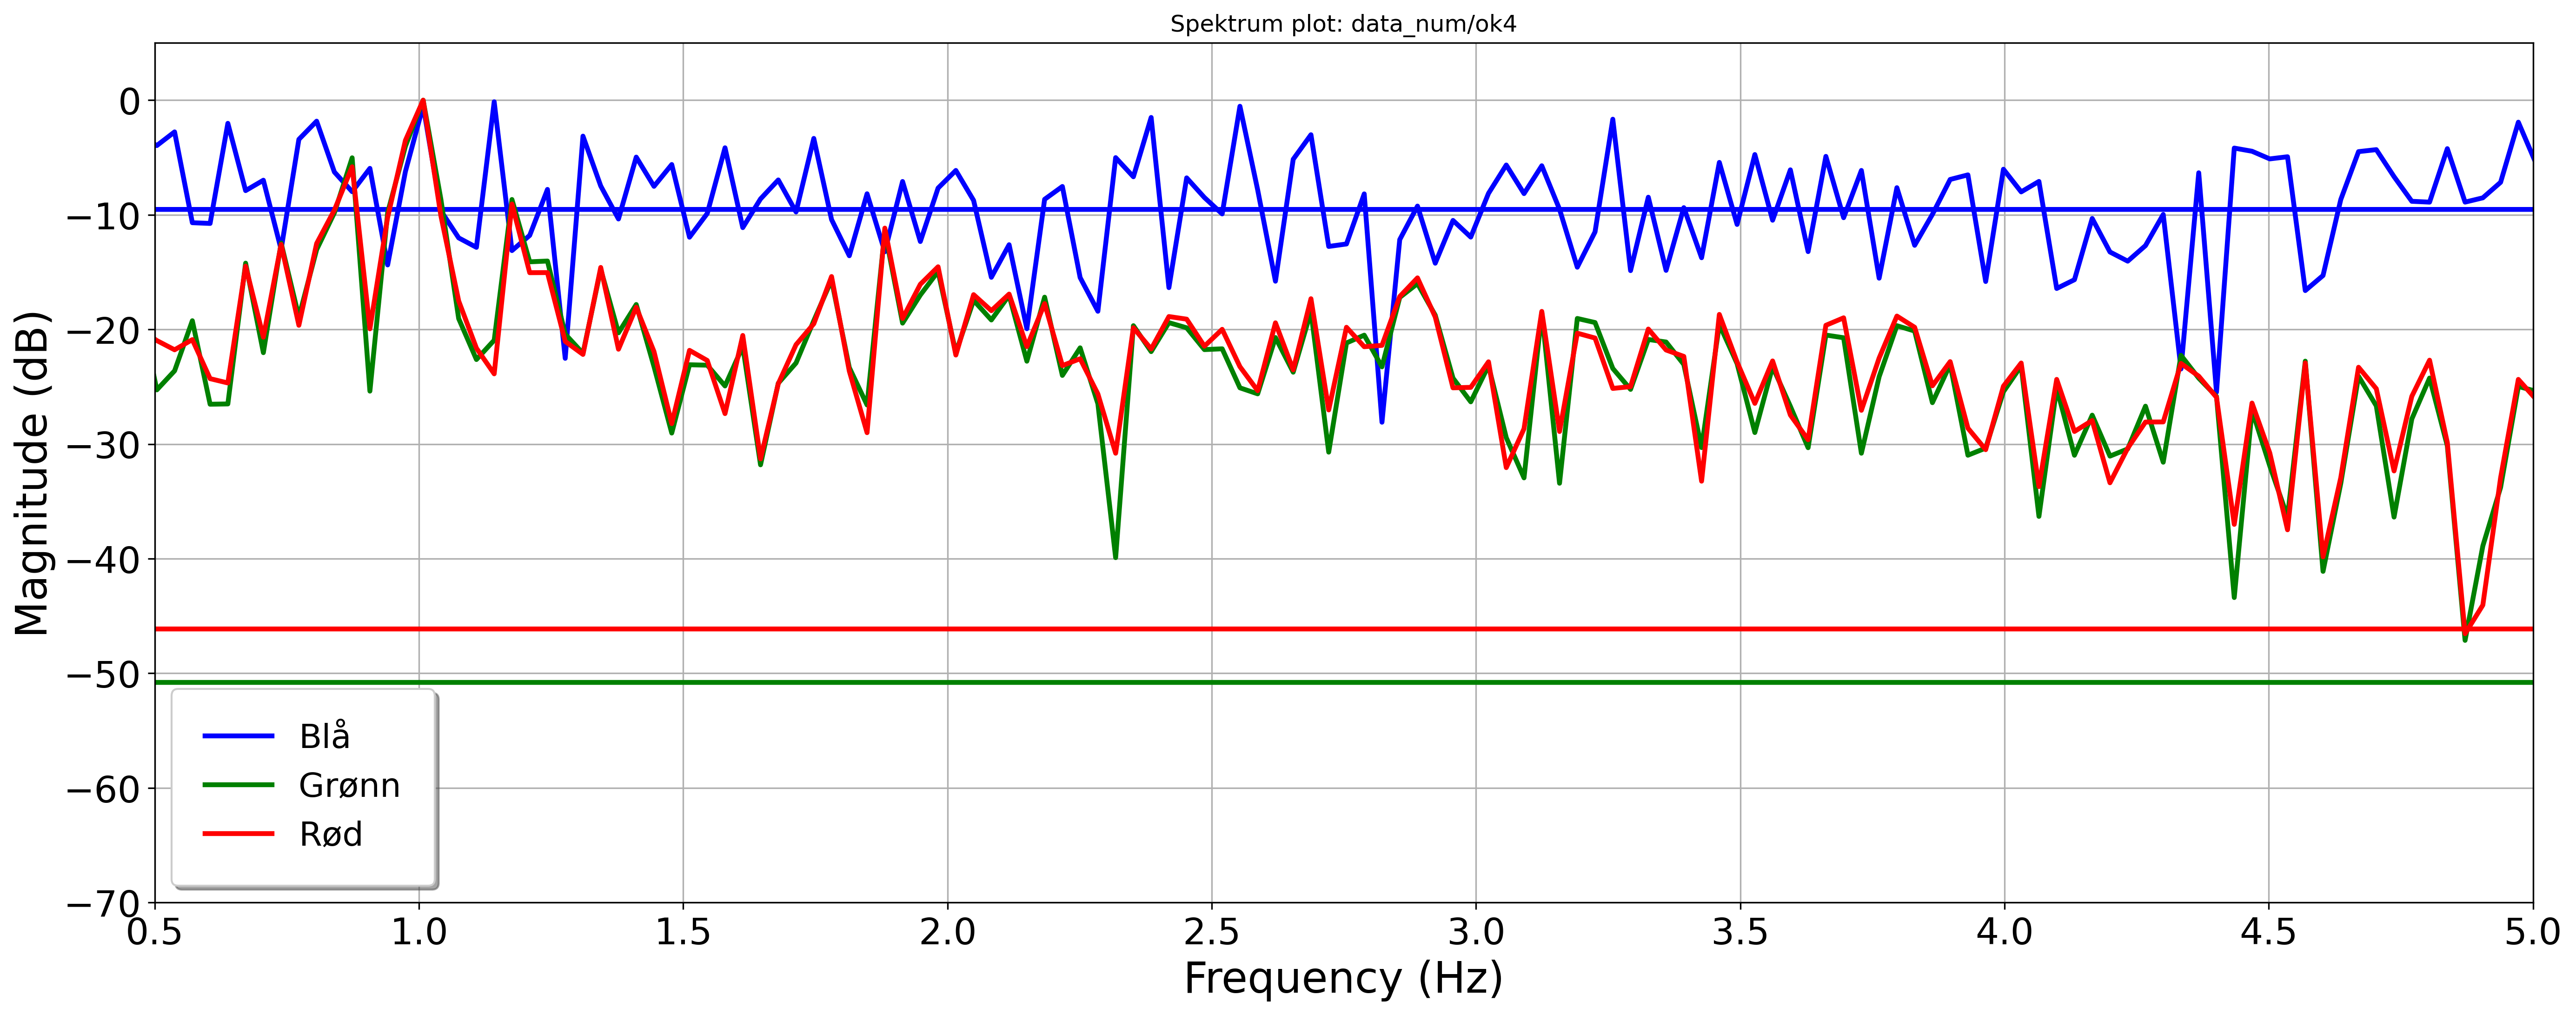 Spektrum plot: data_num/ok4
Magnitude (dB)
0
−10
−20
−30
−40
−50
−60
−70
Blå
Grønn
Rød
0.5 1.0 1.5 2.0 2.5 3.0 3.5 4.0 4.5 5.0
Frequency (Hz)